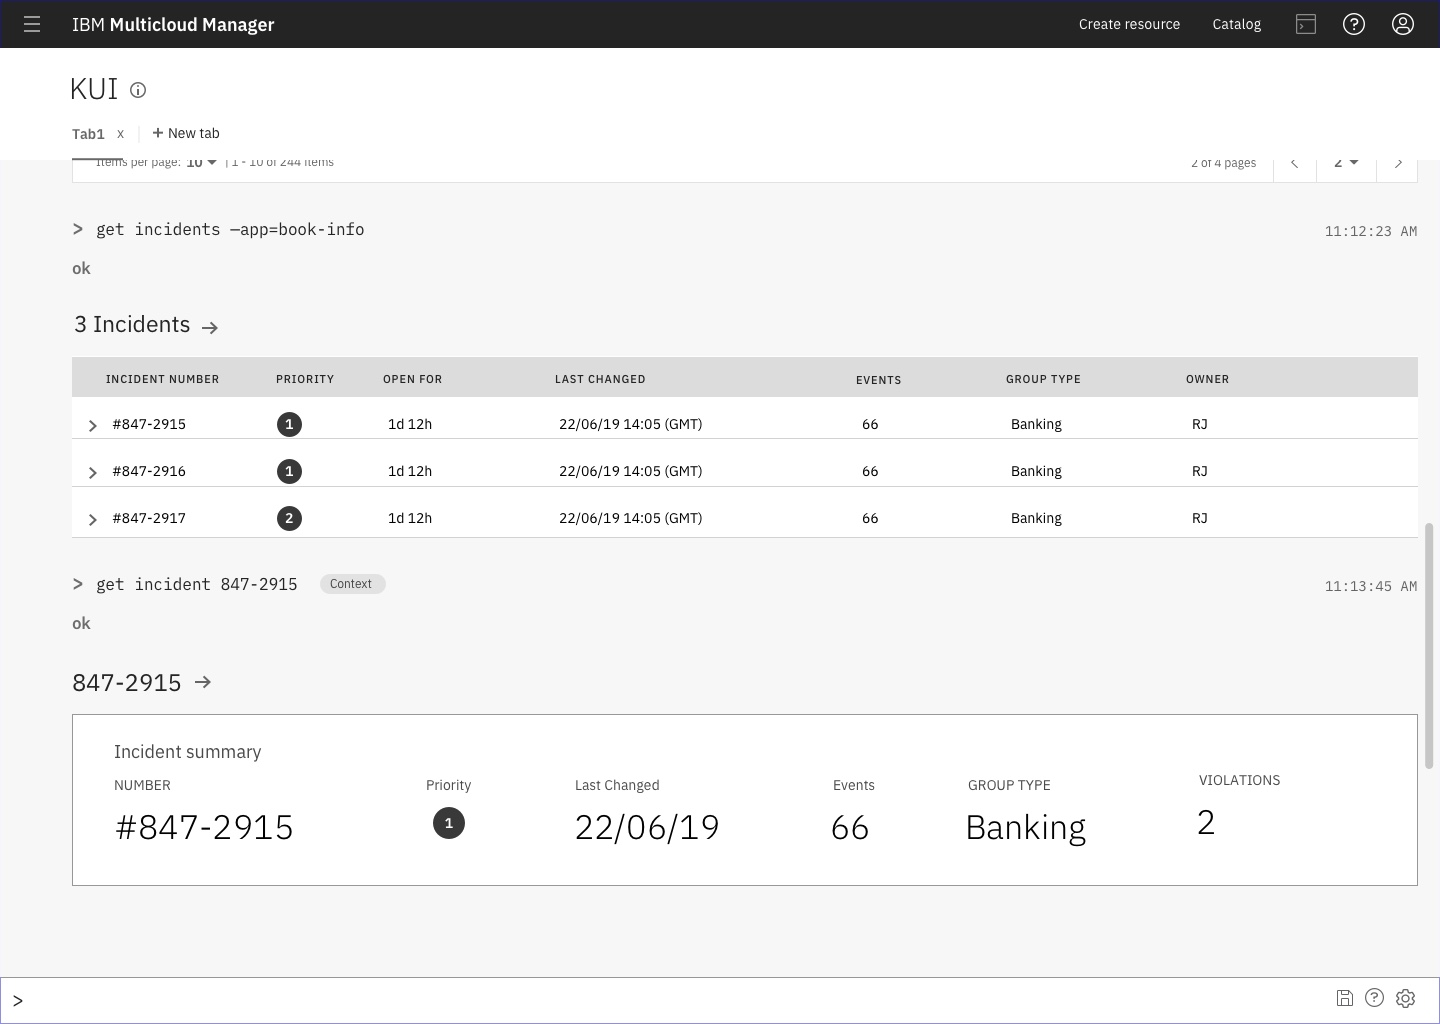 IBM Multicloud Manager Create resource Catalog
KUI
Tab1 x + New tab
Items per page: 10 | 1 - 10 of 244 items 2 of 4 pages 2
> get incidents —app=book-info 11:12:23 AM
ok
3 Incidents →
INCIDENT NUMBER PRIORITY OPEN FOR LAST CHANGED EVENTS GROUP TYPE OWNER
#847-2915 1 1d 12h 22/06/19 14:05 (GMT) 66 Banking RJ
#847-2916 1 1d 12h 22/06/19 14:05 (GMT) 66 Banking RJ
#847-2917 2 1d 12h 22/06/19 14:05 (GMT) 66 Banking RJ
> get incident 847-2915 Context 11:13:45 AM
ok
847-2915 →
Incident summary
NUMBER Priority Last Changed Events GROUP TYPE VIOLATIONS
#847-2915 1 22/06/19 66 Banking 2
>